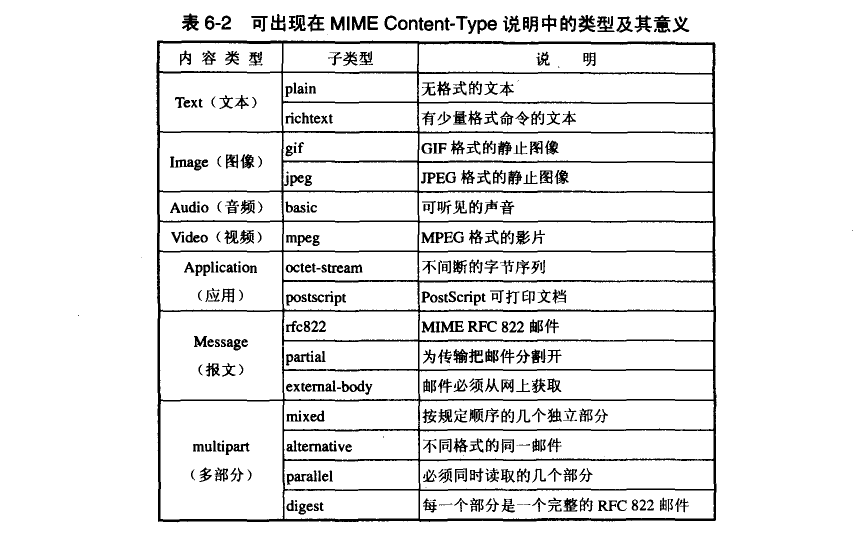 表 6-2 可出现在 MIME Content-Type 说明中的类型及其意义
内容类型 子类型 说明
Text（文本） plain 无格式的文本
richtext 有少量格式命令的文本
Image（图像） gif GIF 格式的静止图像
jpeg JPEG 格式的静止图像
Audio（音频） basic 可听见的声音
Video（视频） mpeg MPEG 格式的影片
Application（应用） octet-stream 不间断的字节序列
postscript PostScript 可打印文档
Message（报文） rfc822 MIME RFC 822 邮件
partial 为传输把邮件分割开
external-body 邮件必须从网上获取
multipart（多部分） mixed 按规定顺序的几个独立部分
alternative 不同格式的同一邮件
parallel 必须同时读取的几个部分
digest 每一个部分是一个完整的 RFC 822 邮件